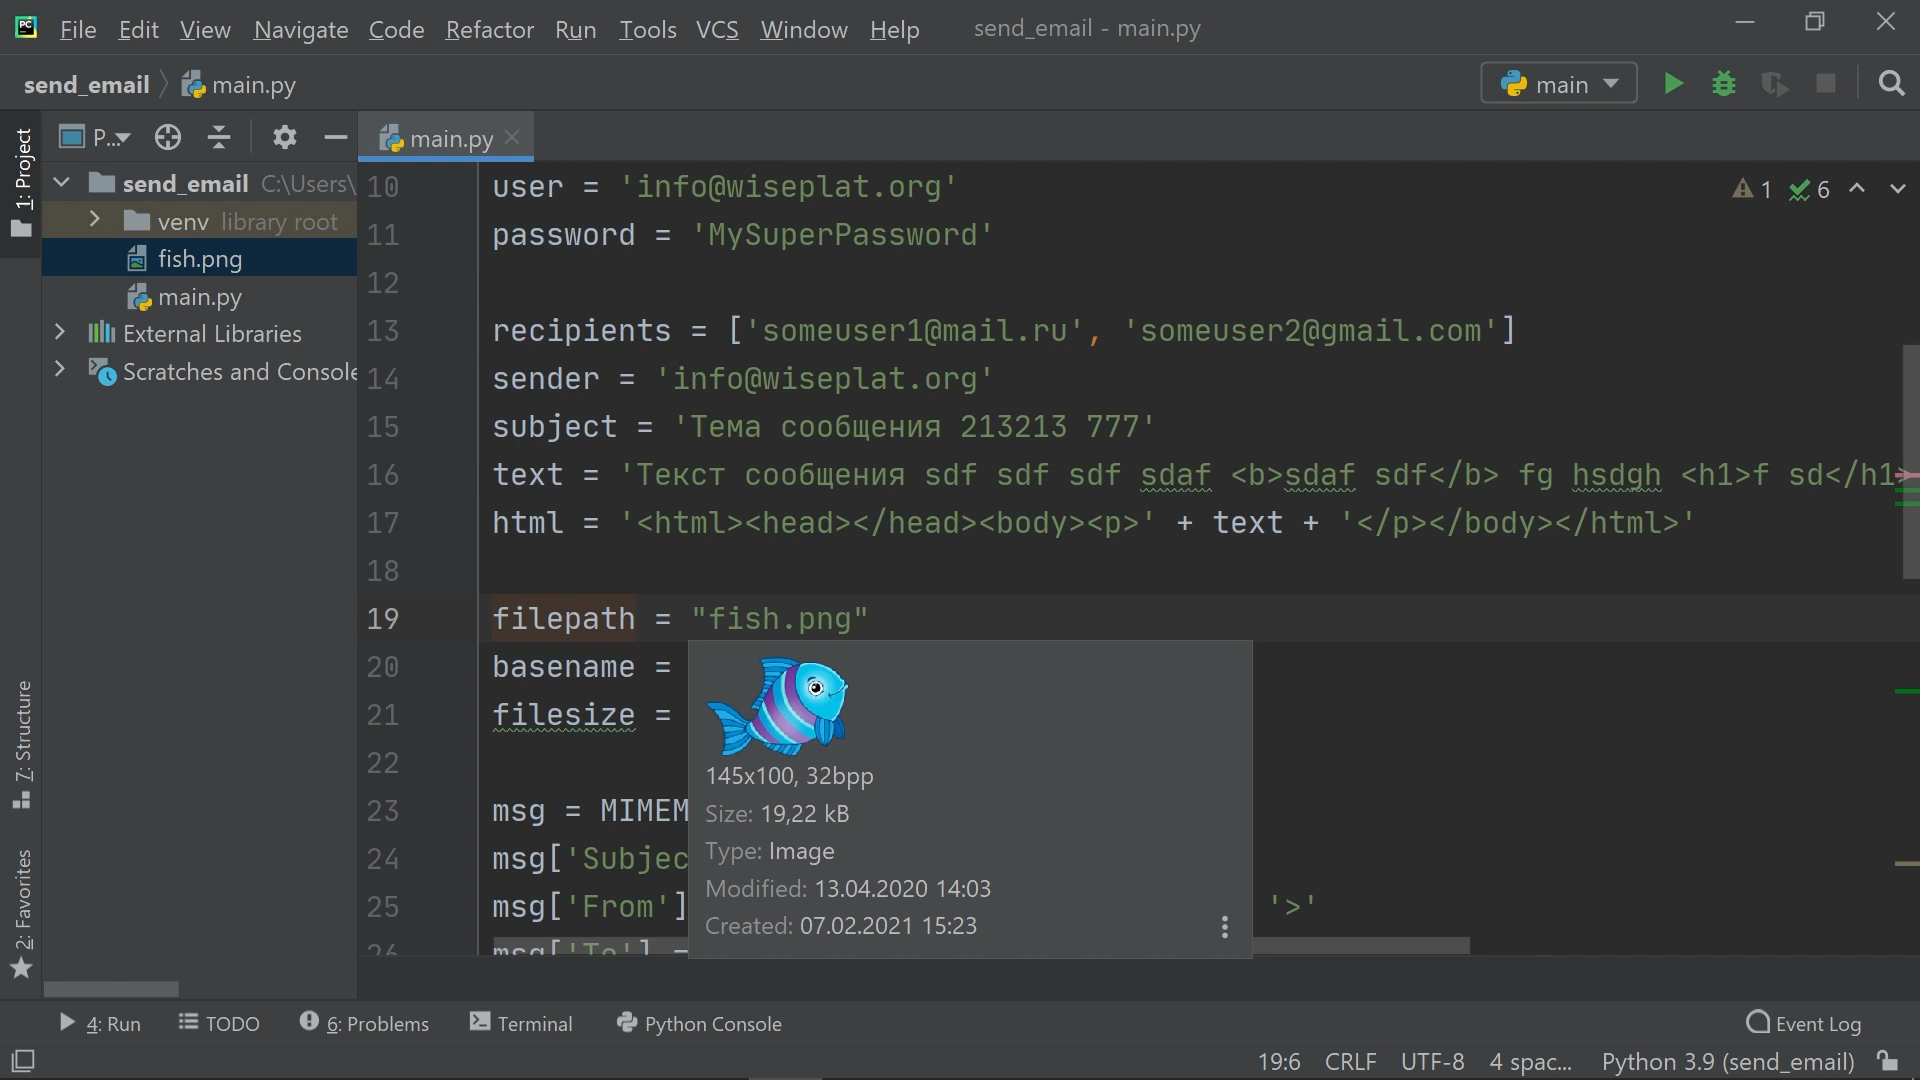 PC File Edit View Navigate Code Refactor Run Tools VCS Window Help send_email - main.py
send_email main.py main
1: Project P... main.py
send_email C:\Users\
venv library root
fish.png
main.py
External Libraries
Scratches and Console
7: Structure
2: Favorites
10 user = 'info@wiseplat.org'
1 6
11 password = 'MySuperPassword'
12
13 recipients = ['someuser1@mail.ru', 'someuser2@gmail.com']
14 sender = 'info@wiseplat.org'
15 subject = 'Тема сообщения 213213 777'
16 text = 'Текст сообщения sdf sdf sdf sdaf <b>sdaf sdf</b> fg hsdgh <h1>f sd</h1>
17 html = '<html><head></head><body><p>' + text + '</p></body></html>'
18
19 filepath = "fish.png"
20 basename =
21 filesize =
22
23 msg = MIMEM
24 msg['Subjec
25 msg['From'] '>'
26 msg['To'] =
145x100, 32bpp
Size: 19,22 kB
Type: Image
Modified: 13.04.2020 14:03
Created: 07.02.2021 15:23
4: Run TODO 6: Problems Terminal Python Console Event Log
19:6 CRLF UTF-8 4 spac... Python 3.9 (send_email)